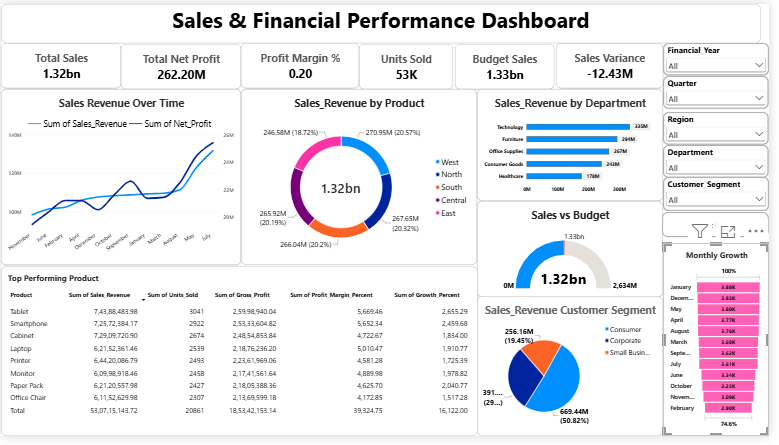 Sales & Financial Performance Dashboard
Total Sales
1.32bn
Total Net Profit
262.20M
Profit Margin %
0.20
Units Sold
53K
Budget Sales
1.33bn
Sales Variance
-12.43M
Financial Year
All
Quarter
All
Region
All
Department
All
Customer Segment
All
Sales Revenue Over Time
Sum of Sales_Revenue Sum of Net_Profit
140M
120M
100M
26M
24M
22M
20M
November June February April December October September January March August May July
Sales_Revenue by Product
246.58M (18.72%)
270.95M (20.57%)
267.65M
(20.32%)
266.04M (20.2%)
265.92M
(20.19%)
1.32bn
West
North
South
Central
East
Sales_Revenue by Department
Technology 335M
Furniture 294M
Office Supplies 267M
Consumer Goods 243M
Healthcare 178M
0M 100M 200M 300M
Sales vs Budget
1.33bn
0M 1.32bn 2,634M
Sales_Revenue Customer Segment
256.16M
(19.45%)
391....
(29...)
669.44M
(50.82%)
Consumer
Corporate
Small Busin...
Monthly Growth
100%
January 3.88K
Decem... 3.83K
May 3.80K
April 3.77K
August 3.76K
March 3.68K
Septe... 3.62K
July 3.61K
June 3.34K
October 3.23K
Novem... 3.09K
February 2.90K
74.6%
Top Performing Product
Product Sum of Sales_Revenue Sum of Units_Sold Sum of Gross_Profit Sum of Profit_Margin_Percent Sum of Growth_Percent
Tablet 7,43,88,483.98 3041 2,59,98,940.04 5,669.46 2,655.29
Smartphone 7,25,72,384.17 2922 2,53,33,604.82 5,652.34 2,459.68
Cabinet 7,29,09,720.90 2674 2,48,54,853.84 4,722.67 1,834.00
Laptop 6,21,52,361.46 2539 2,18,76,236.20 5,010.47 1,910.77
Printer 6,44,20,086.79 2493 2,23,61,969.06 4,581.28 1,725.39
Monitor 6,09,98,918.46 2458 2,17,41,561.64 4,889.98 1,978.82
Paper Pack 6,21,20,557.98 2427 2,18,05,388.36 4,625.70 2,040.77
Office Chair 6,11,52,629.98 2307 2,13,69,599.18 4,172.85 1,517.28
Total 53,07,15,143.72 20861 18,53,42,153.14 39,324.75 16,122.00